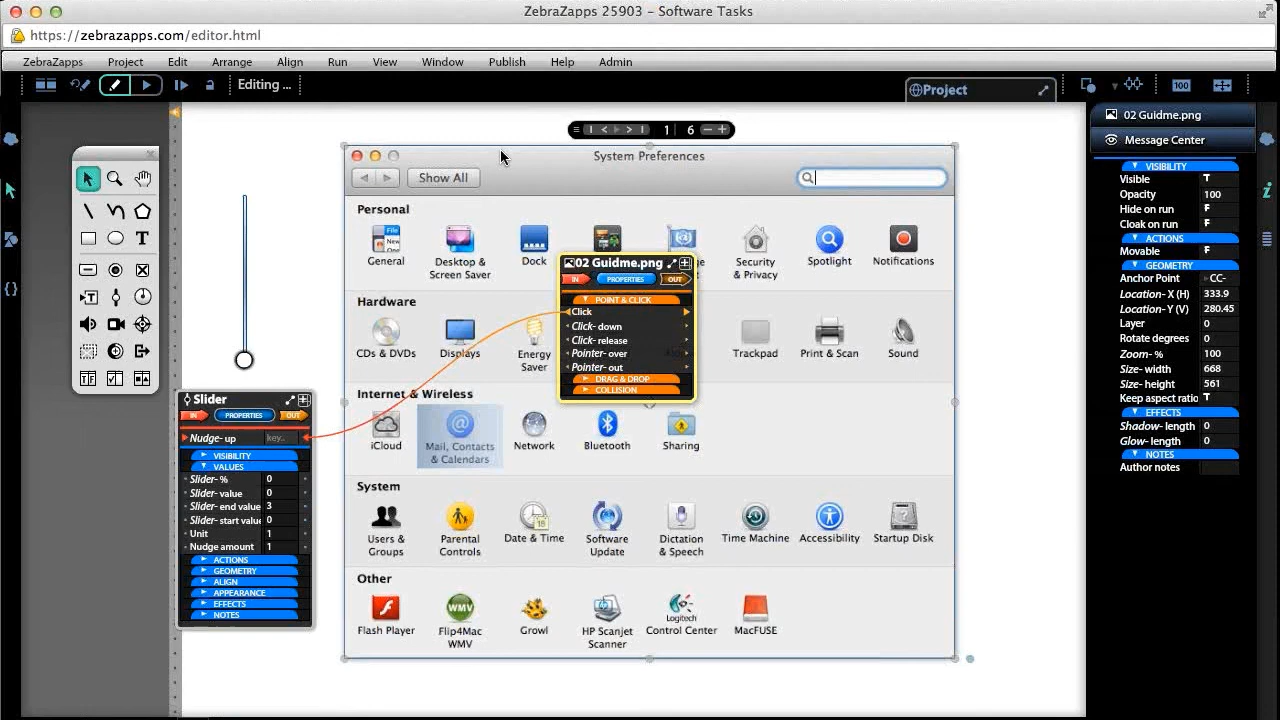 ZebraZapps 25903 – Software Tasks
https://zebrazapps.com/editor.html
ZebraZapps Project Edit Arrange Align Run View Window Publish Help Admin
Editing ...
Project
100
02 Guidme.png
Message Center
1 6
System Preferences
Show All
Personal
General
Desktop & Screen Saver
Dock
Security & Privacy
Spotlight
Notifications
Hardware
CDs & DVDs
Displays
Energy Saver
Trackpad
Print & Scan
Sound
Internet & Wireless
iCloud
Mail, Contacts & Calendars
Network
Bluetooth
Sharing
System
Users & Groups
Parental Controls
Date & Time
Software Update
Dictation & Speech
Time Machine
Accessibility
Startup Disk
Other
Flash Player
Flip4Mac WMV
Growl
HP Scanjet Scanner
Logitech Control Center
MacFUSE
02 Guidme.png
IN PROPERTIES OUT
POINT & CLICK
Click
Click- down
Click- release
Pointer- over
Pointer- out
DRAG & DROP
COLLISION
Slider
IN PROPERTIES OUT
Nudge- up key..
VISIBILITY
VALUES
Slider- % 0
Slider- value 0
Slider- end value 3
Slider- start value 0
Unit 1
Nudge amount 1
ACTIONS
GEOMETRY
ALIGN
APPEARANCE
EFFECTS
NOTES
VISIBILITY
Visible T
Opacity 100
Hide on run F
Cloak on run F
ACTIONS
Movable F
GEOMETRY
Anchor Point -CC-
Location- X (H) 333.9
Location- Y (V) 280.45
Layer 0
Rotate degrees 0
Zoom- % 100
Size- width 668
Size- height 561
Keep aspect ratio T
EFFECTS
Shadow- length 0
Glow- length 0
NOTES
Author notes